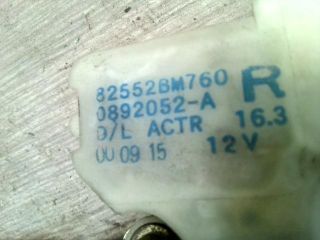 82552BM760 R
0892052-A
D/L ACTR 16.3
00 09 15 12V